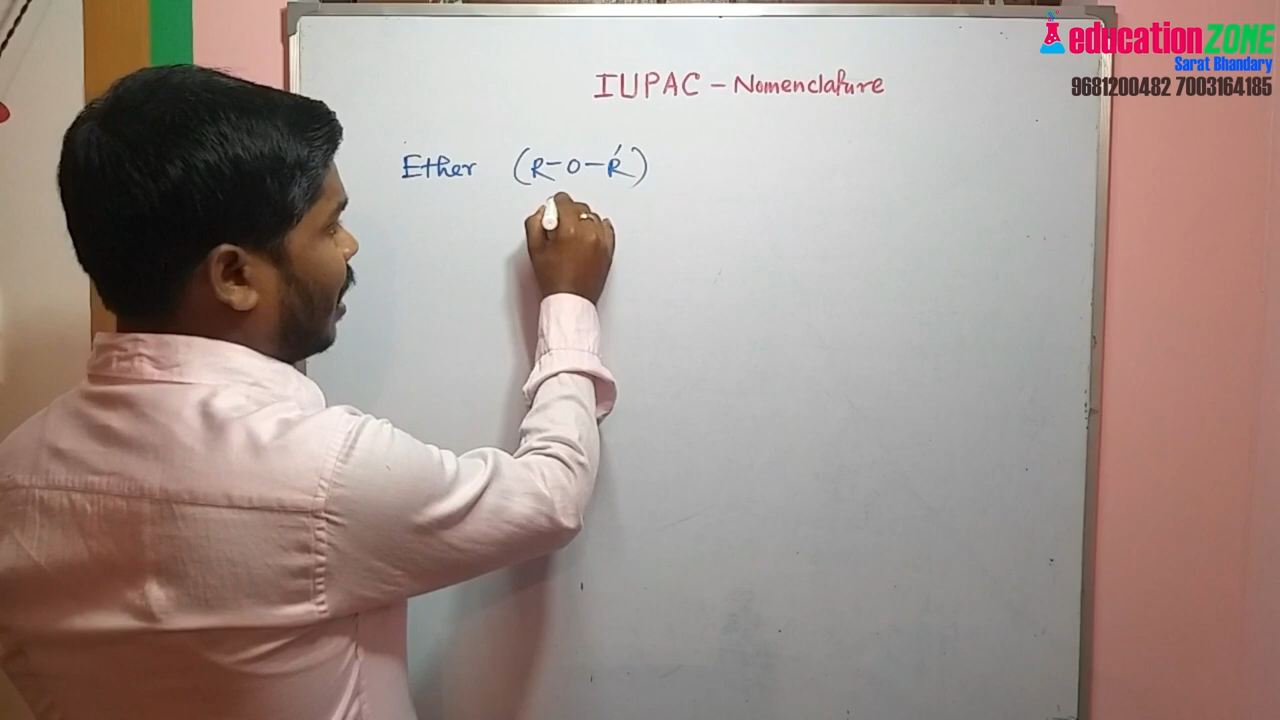 educationZONE
Sarat Bhandary
9681200482 7003164185
IUPAC - Nomenclature
Ether (R-O-R')